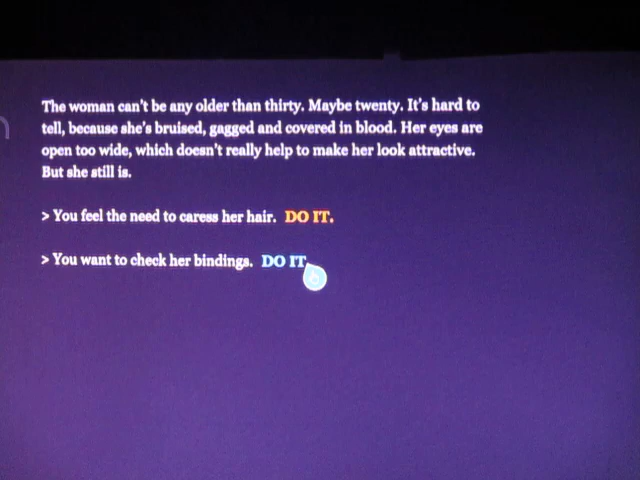 The woman can't be any older than thirty. Maybe twenty. It's hard to
tell, because she's bruised, gagged and covered in blood. Her eyes are
open too wide, which doesn't really help to make her look attractive.
But she still is.
> You feel the need to caress her hair. DO IT.
> You want to check her bindings. DO IT.